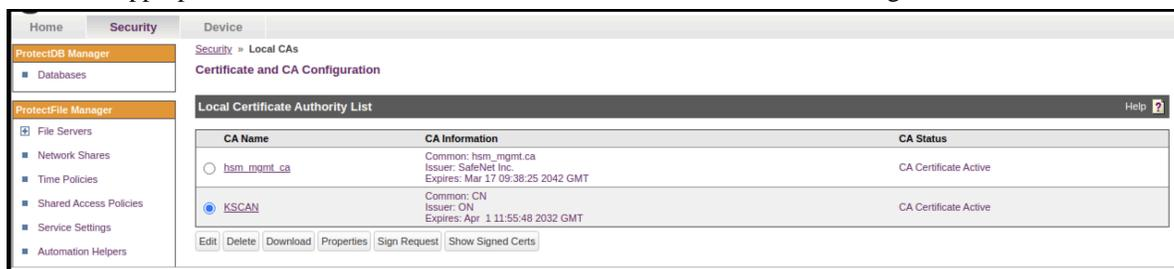 Home Security Device
ProtectDB Manager
Databases
ProtectFile Manager
File Servers
Network Shares
Time Policies
Shared Access Policies
Service Settings
Automation Helpers
Security » Local CAs
Certificate and CA Configuration
Local Certificate Authority List Help ?
CA Name CA Information CA Status
hsm_mgmt_ca
Common: hsm_mgmt.ca
Issuer: SafeNet Inc.
Expires: Mar 17 09:38:25 2042 GMT
CA Certificate Active
KSCAN
Common: CN
Issuer: ON
Expires: Apr 1 11:55:48 2032 GMT
CA Certificate Active
Edit Delete Download Properties Sign Request Show Signed Certs